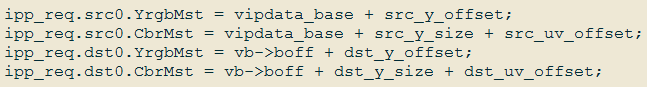 ipp_req.src0.YrgbMst = vipdata_base + src_y_offset;
ipp_req.src0.CbrMst = vipdata_base + src_y_size + src_uv_offset;
ipp_req.dst0.YrgbMst = vb->boff + dst_y_offset;
ipp_req.dst0.CbrMst = vb->boff + dst_y_size + dst_uv_offset;